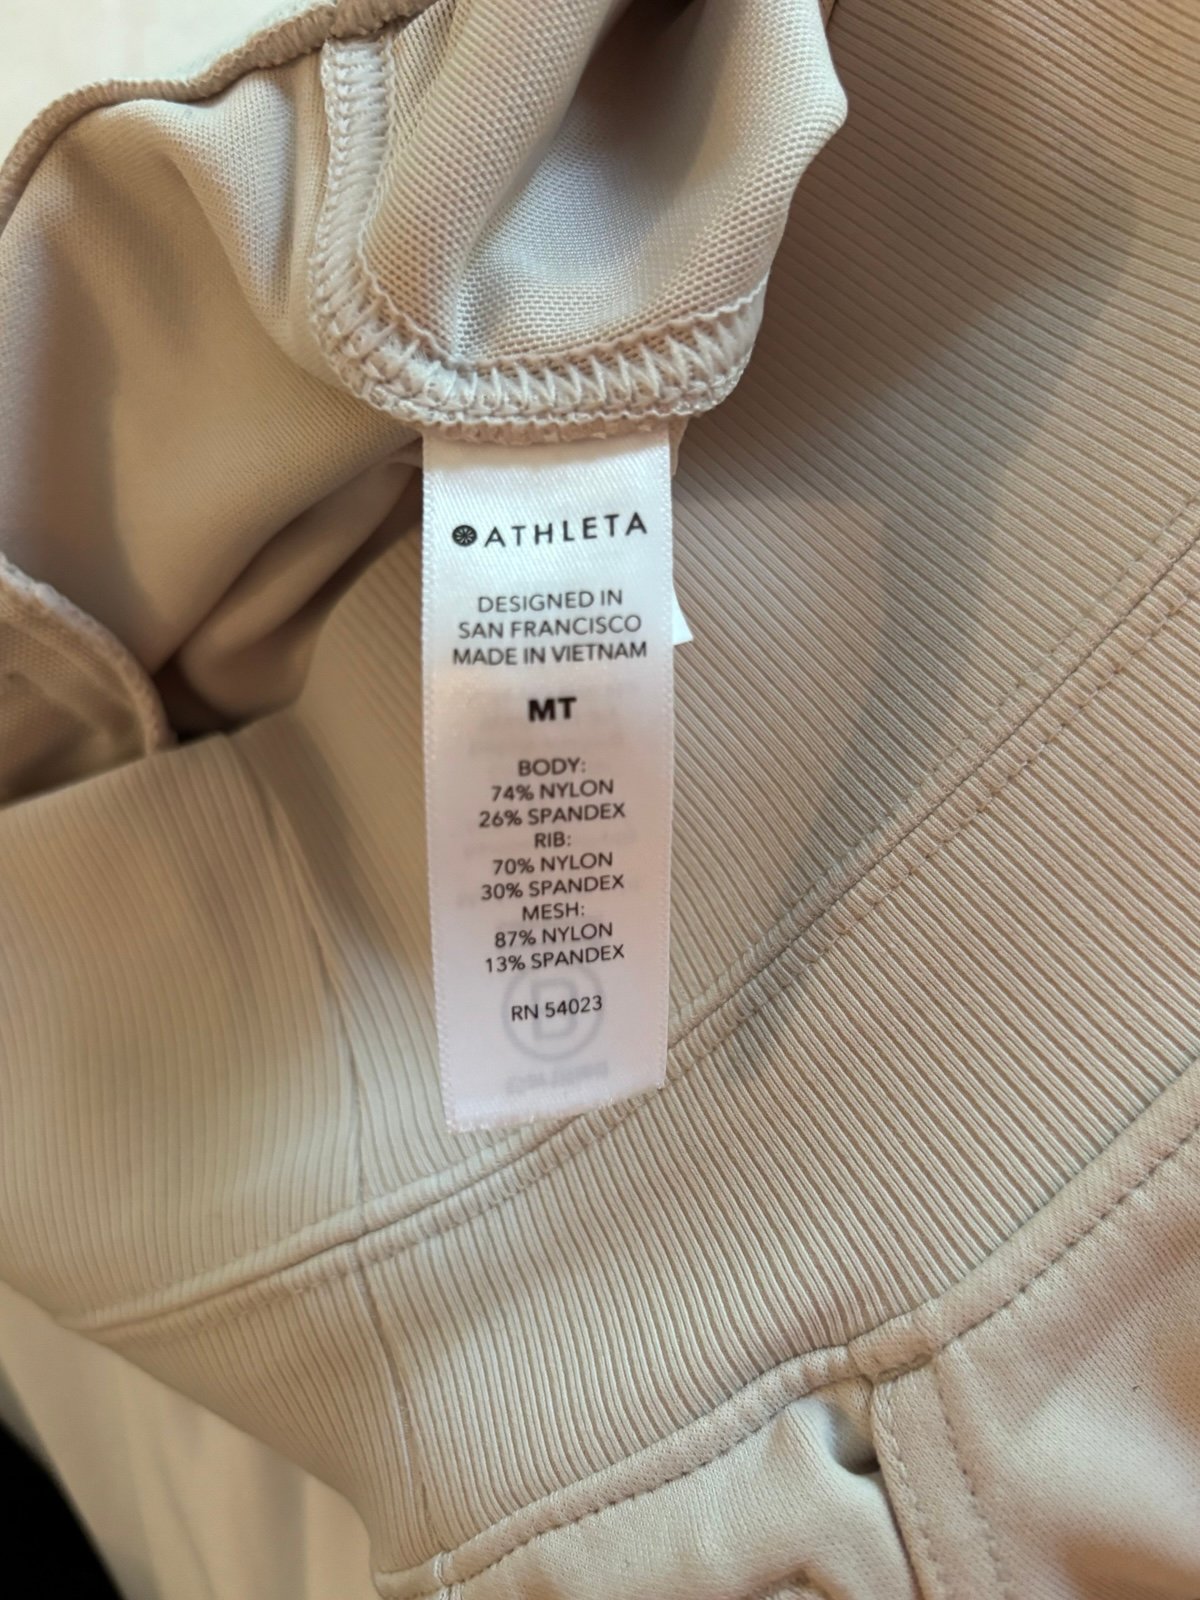 ATHLETA
DESIGNED IN
SAN FRANCISCO
MADE IN VIETNAM
MT
BODY:
74% NYLON
26% SPANDEX
RIB:
70% NYLON
30% SPANDEX
MESH:
87% NYLON
13% SPANDEX
RN 54023
B